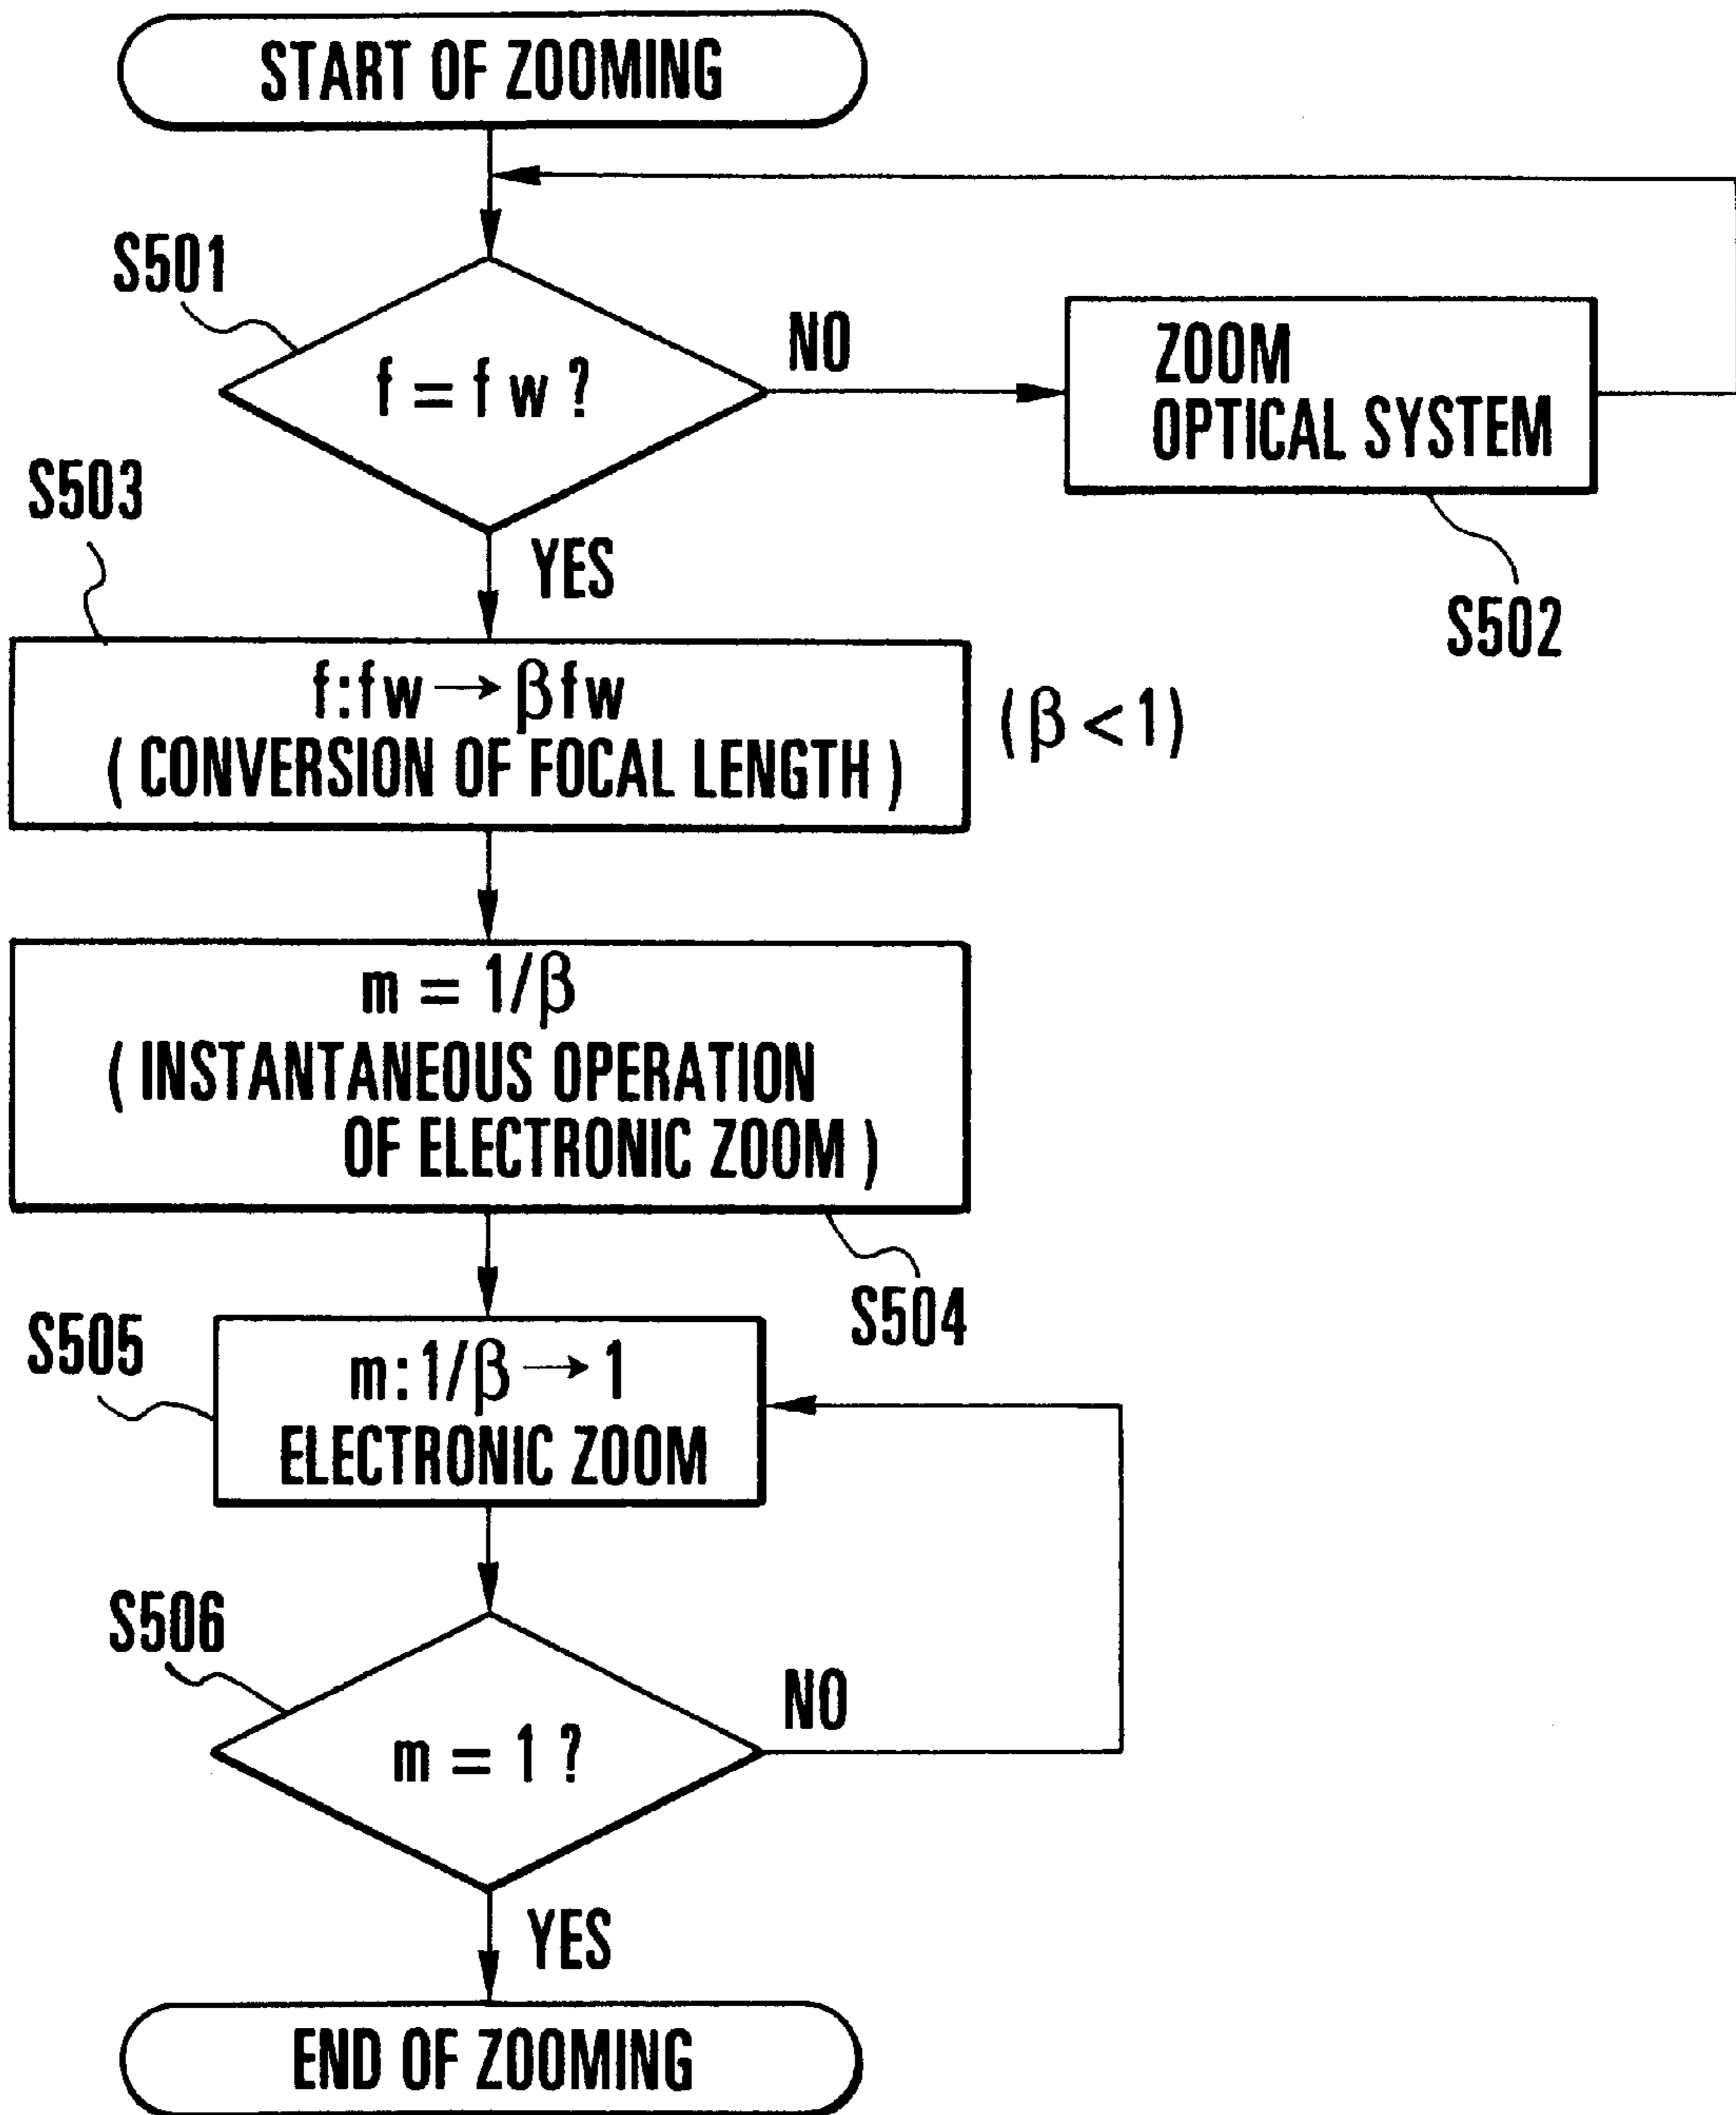 START OF ZOOMING
S501
f = fw ?
NO
ZOOM
OPTICAL SYSTEM
S502
YES
S503
f:fw → βfw
( CONVERSION OF FOCAL LENGTH )
(β < 1)
m = 1/β
( INSTANTANEOUS OPERATION
OF ELECTRONIC ZOOM )
S504
S505
m:1/β → 1
ELECTRONIC ZOOM
S506
m = 1 ?
NO
YES
END OF ZOOMING